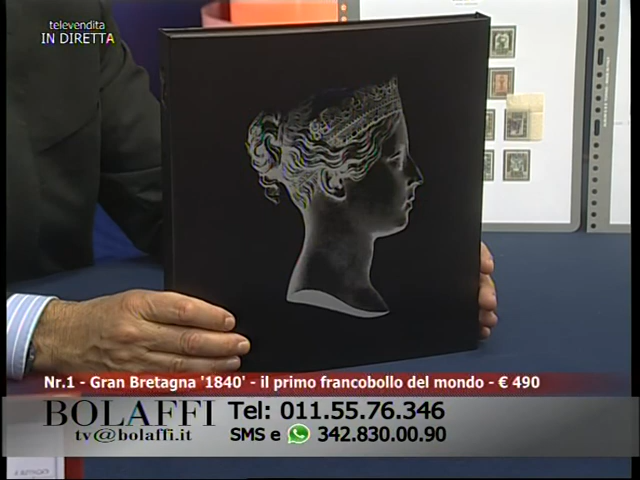 televendita
IN DIRETTA
Nr.1 - Gran Bretagna '1840' - il primo francobollo del mondo - € 490
BOLAFFI
tv@bolaffi.it
Tel: 011.55.76.346
SMS e 342.830.00.90